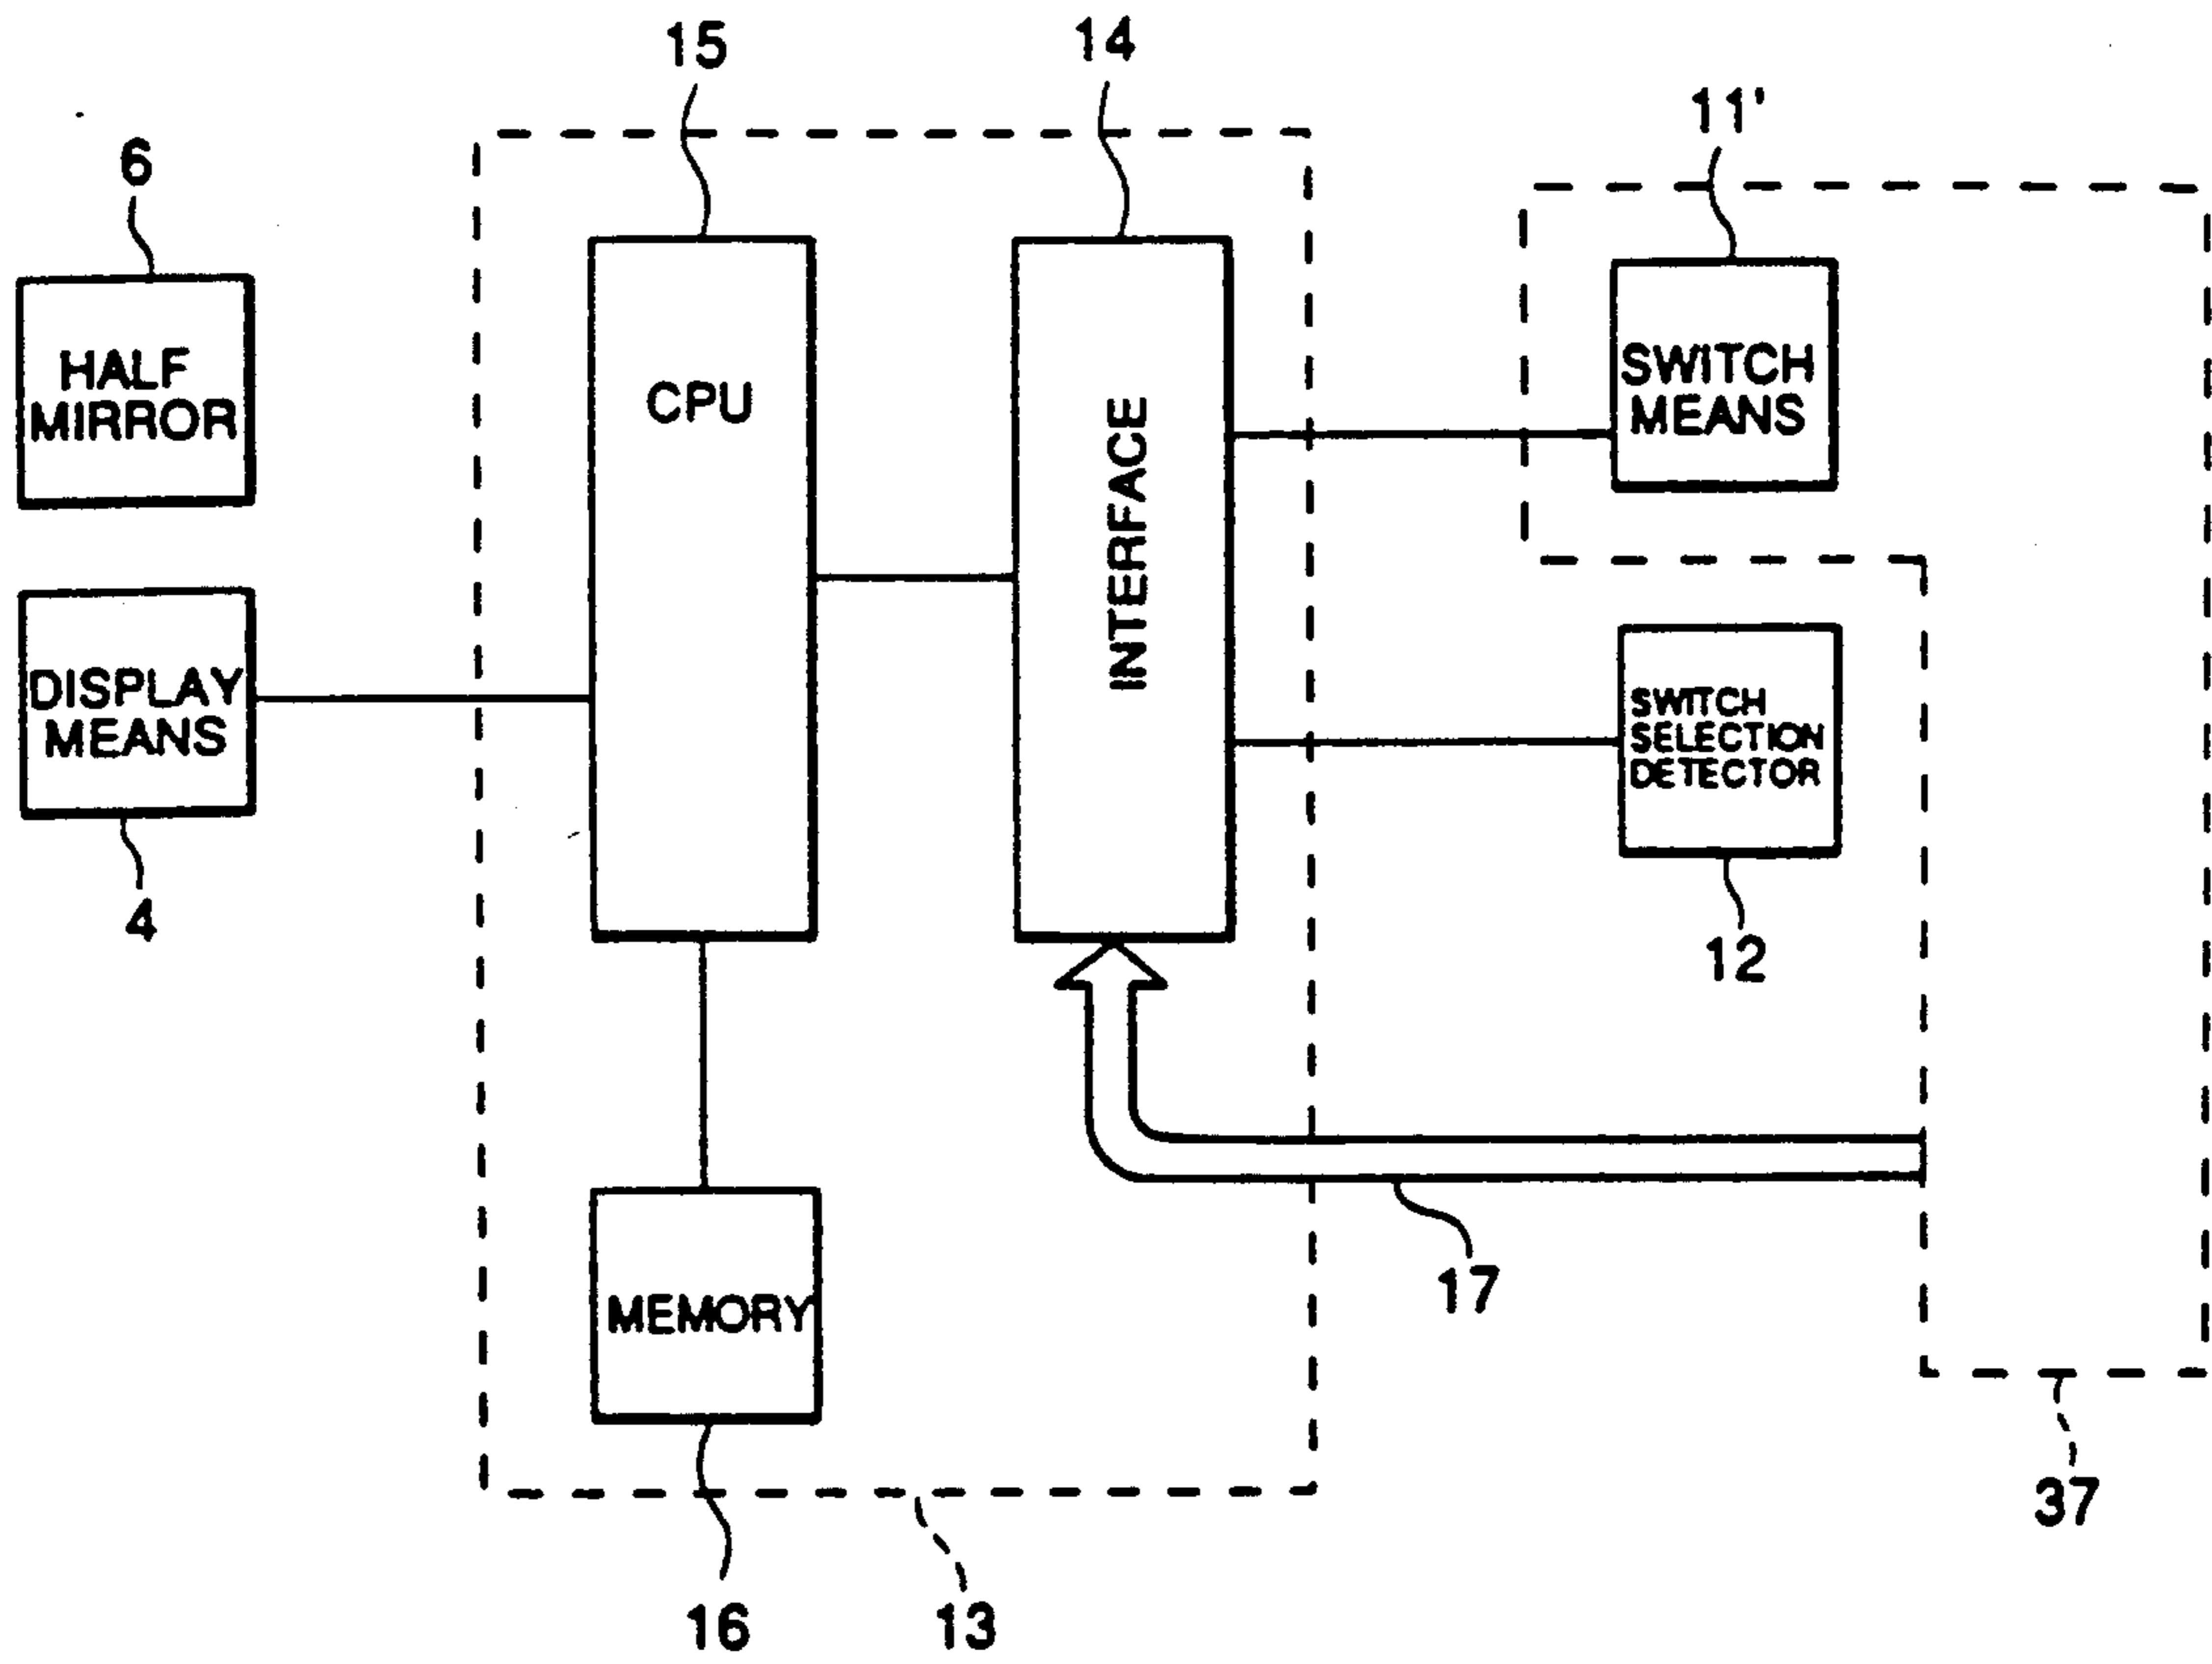 15
14
11'
6
HALF
MIRROR
CPU
INTERFACE
SWITCH
MEANS
DISPLAY
MEANS
SWITCH
SELECTION
DETECTOR
4
12
17
MEMORY
37
16
13